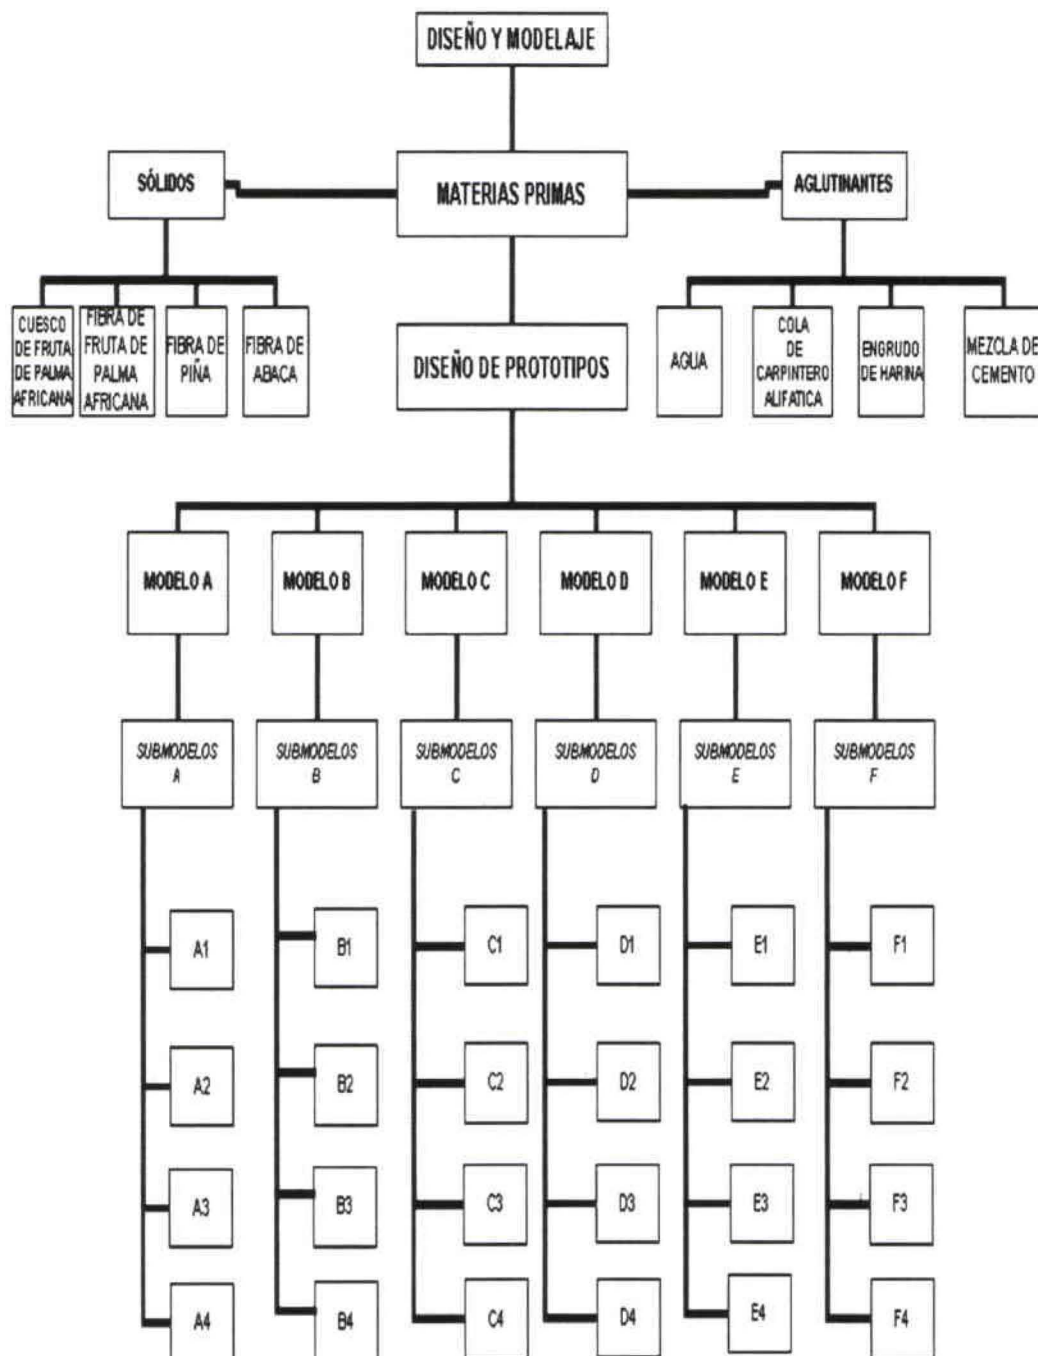 DISEÑO Y MODELAJE
SÓLIDOS
MATERIAS PRIMAS
AGLUTINANTES
CUESCO
DE FRUTA
DE PALMA
AFRICANA
FIBRA DE
FRUTA DE
PALMA
AFRICANA
FIBRA DE
PIÑA
FIBRA DE
ABACA
DISEÑO DE PROTOTIPOS
AGUA
COLA
DE
CARPINTERO
ALIFATICA
ENGRUDO
DE HARINA
MEZCLA DE
CEMENTO
MODELO A
MODELO B
MODELO C
MODELO D
MODELO E
MODELO F
SUBMODELOS
A
SUBMODELOS
B
SUBMODELOS
C
SUBMODELOS
D
SUBMODELOS
E
SUBMODELOS
F
A1
B1
C1
D1
E1
F1
A2
B2
C2
D2
E2
F2
A3
B3
C3
D3
E3
F3
A4
B4
C4
D4
E4
F4